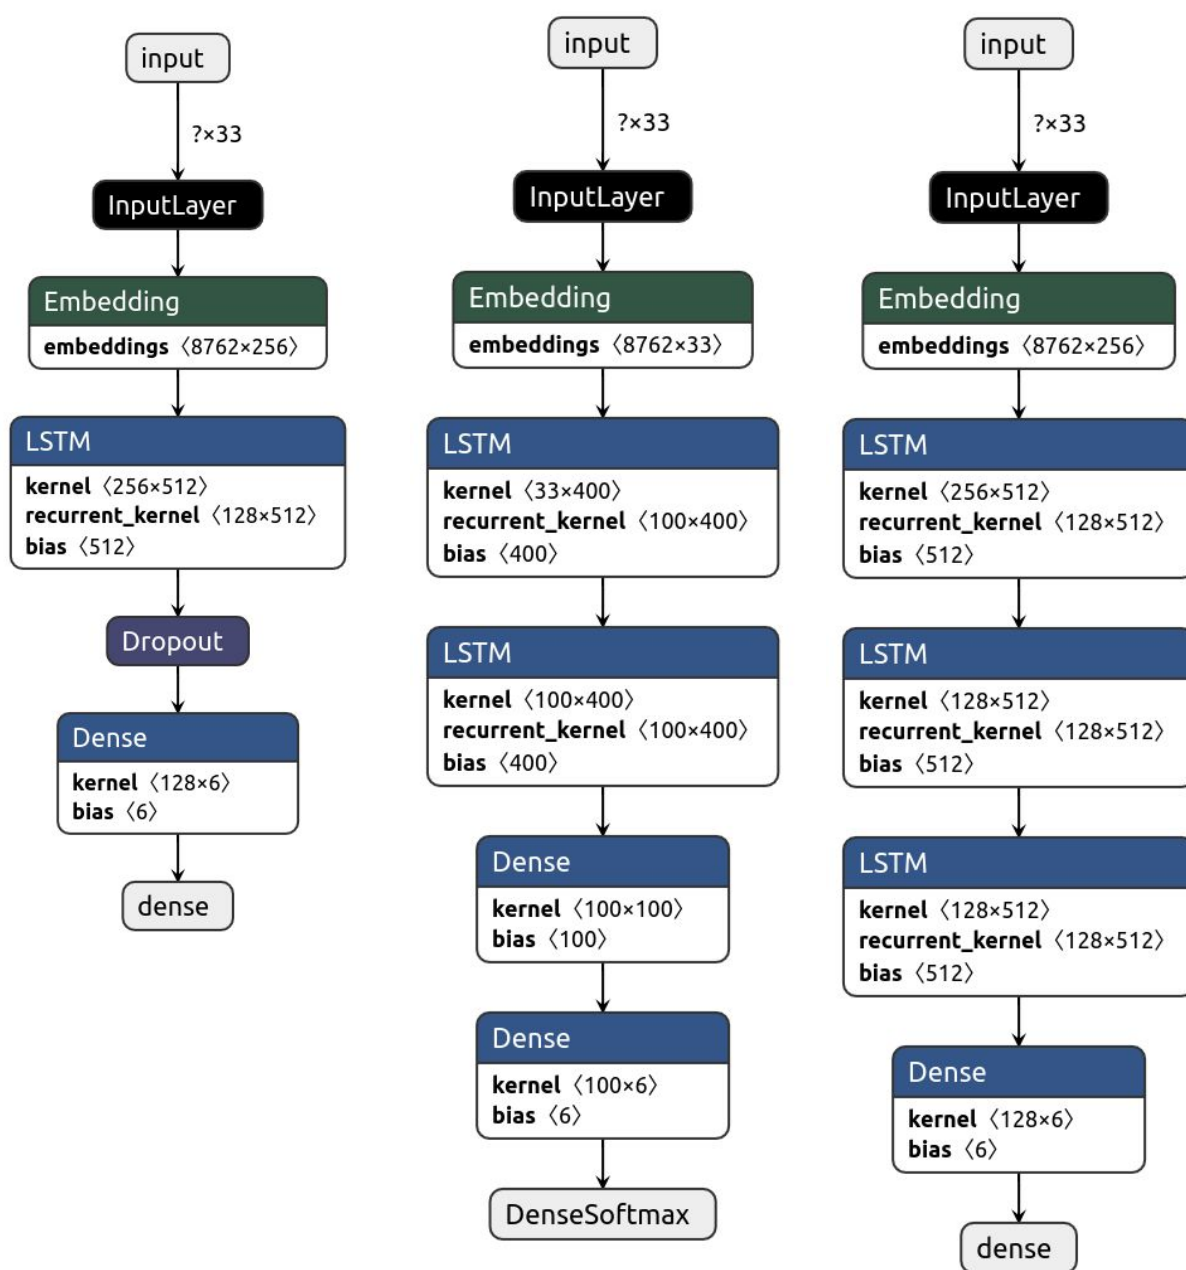 input
?×33
InputLayer
Embedding
embeddings 〈8762×256〉
LSTM
kernel 〈256×512〉
recurrent_kernel 〈128×512〉
bias 〈512〉
Dropout
Dense
kernel 〈128×6〉
bias 〈6〉
dense
input
?×33
InputLayer
Embedding
embeddings 〈8762×33〉
LSTM
kernel 〈33×400〉
recurrent_kernel 〈100×400〉
bias 〈400〉
LSTM
kernel 〈100×400〉
recurrent_kernel 〈100×400〉
bias 〈400〉
Dense
kernel 〈100×100〉
bias 〈100〉
Dense
kernel 〈100×6〉
bias 〈6〉
DenseSoftmax
input
?×33
InputLayer
Embedding
embeddings 〈8762×256〉
LSTM
kernel 〈256×512〉
recurrent_kernel 〈128×512〉
bias 〈512〉
LSTM
kernel 〈128×512〉
recurrent_kernel 〈128×512〉
bias 〈512〉
LSTM
kernel 〈128×512〉
recurrent_kernel 〈128×512〉
bias 〈512〉
Dense
kernel 〈128×6〉
bias 〈6〉
dense